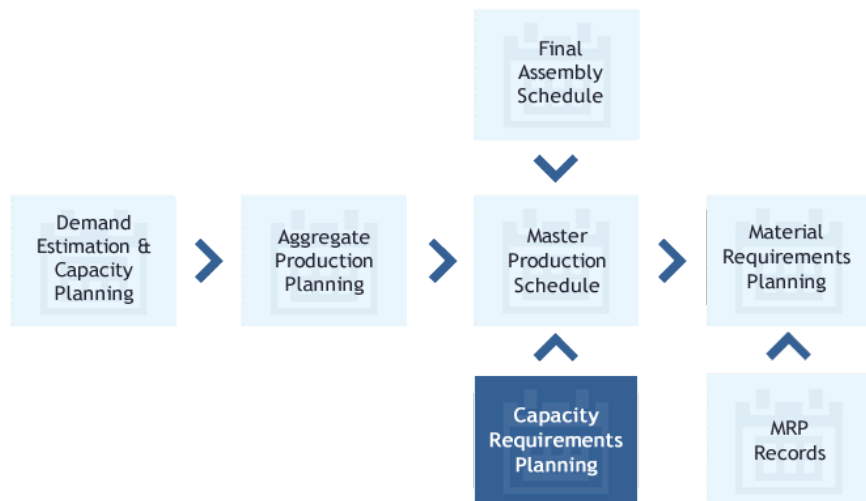 Final
Assembly
Schedule
Demand
Estimation &
Capacity
Planning
Aggregate
Production
Planning
Master
Production
Schedule
Material
Requirements
Planning
Capacity
Requirements
Planning
MRP
Records